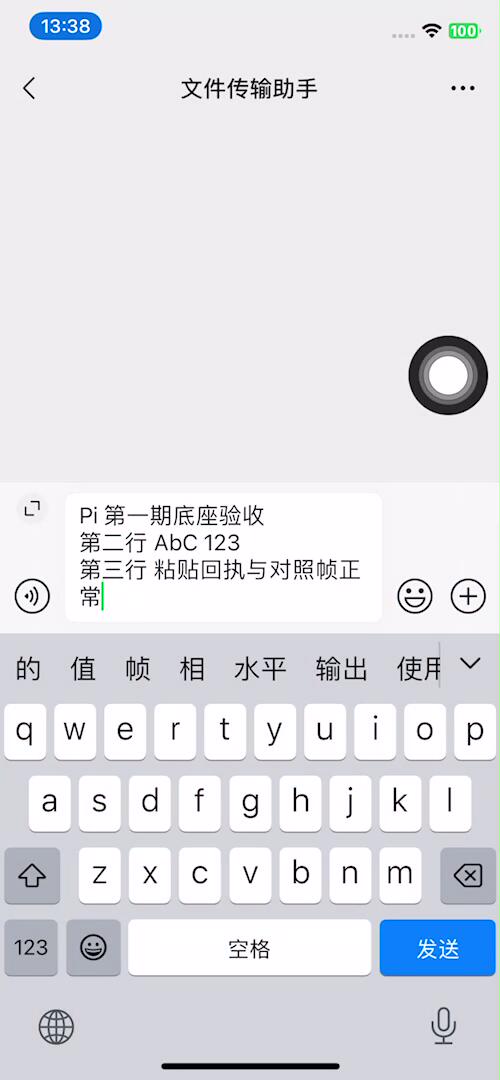 13:38
100
文件传输助手
Pi 第一期底座验收
第二行 AbC 123
第三行 粘贴回执与对照帧正
常
的 值 帧 相 水平 输出 使用
q w e r t y u i o p
a s d f g h j k l
z x c v b n m
123 空格 发送